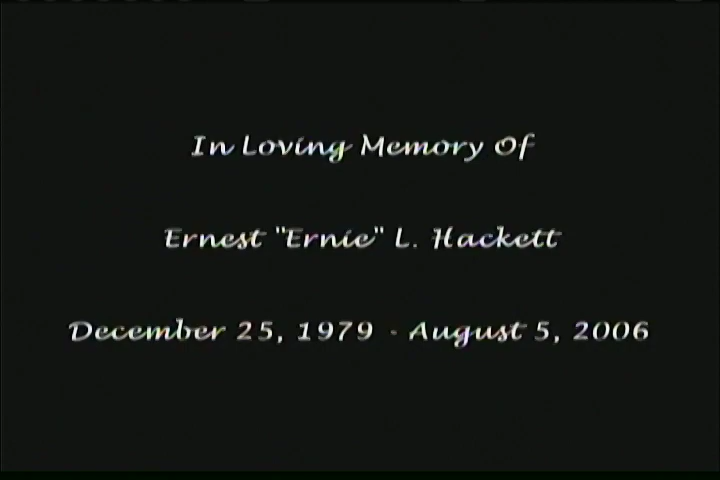 In Loving Memory Of
Ernest "Ernie" L. Hackett
December 25, 1979 - August 5, 2006